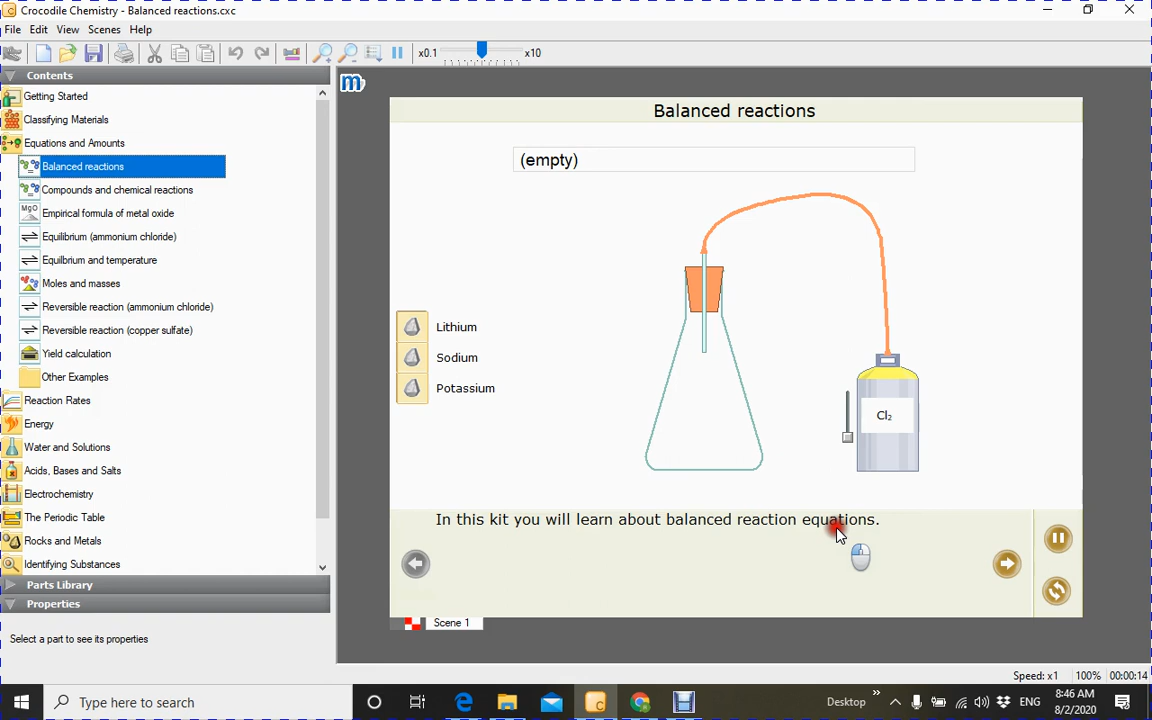 Crocodile Chemistry - Balanced reactions.cxc
File Edit View Scenes Help
x0.1 x10
Contents
Getting Started
Classifying Materials
Equations and Amounts
Balanced reactions
Compounds and chemical reactions
MgO Empirical formula of metal oxide
Equilibrium (ammonium chloride)
Equilbrium and temperature
Moles and masses
Reversible reaction (ammonium chloride)
Reversible reaction (copper sulfate)
Yield calculation
Other Examples
Reaction Rates
Energy
Water and Solutions
Acids, Bases and Salts
Electrochemistry
The Periodic Table
Rocks and Metals
Identifying Substances
Parts Library
Properties
Select a part to see its properties
m
Balanced reactions
(empty)
Lithium
Sodium
Potassium
Cl₂
In this kit you will learn about balanced reaction equations.
Scene 1
Speed: x1 100% 00:00:14
Type here to search
Desktop
ENG
8:46 AM
8/2/2020